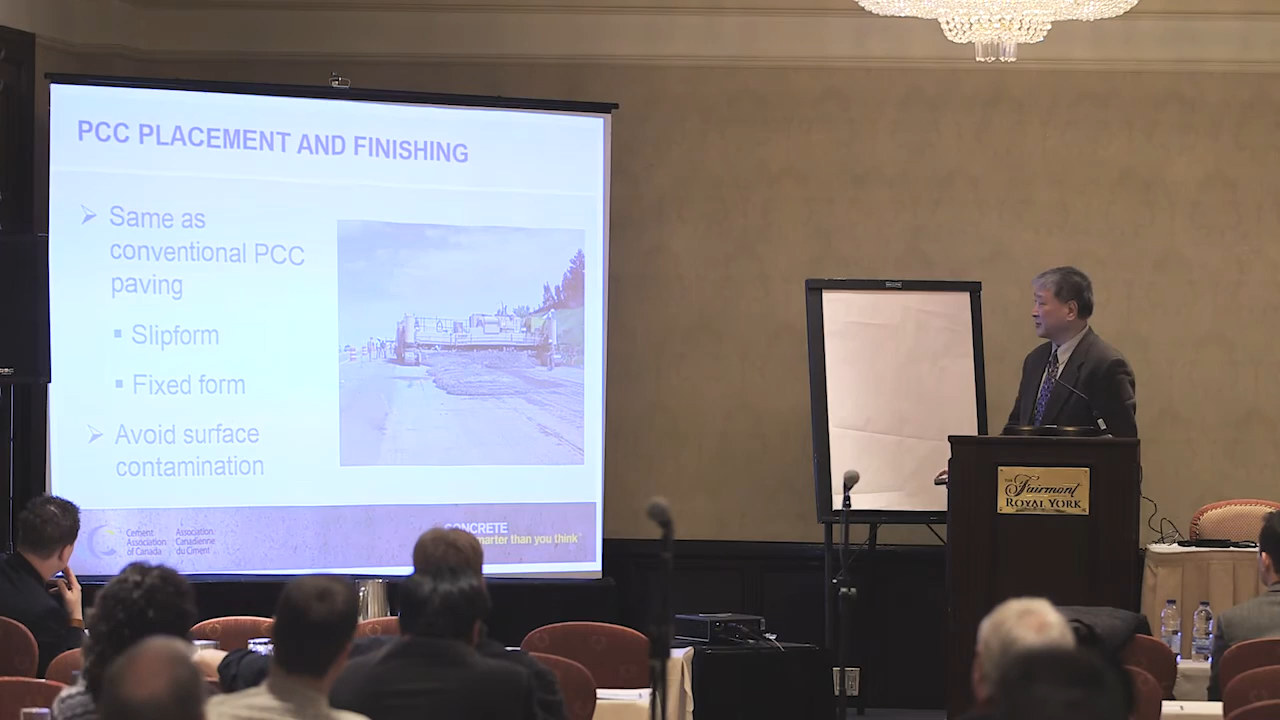 PCC PLACEMENT AND FINISHING
Same as
conventional PCC
paving
Slipform
Fixed form
Avoid surface
contamination
Cement
Association
of Canada
Association
Canadienne
du Ciment
CONCRETE
smarter than you think
THE
Fairmont
ROYAL YORK